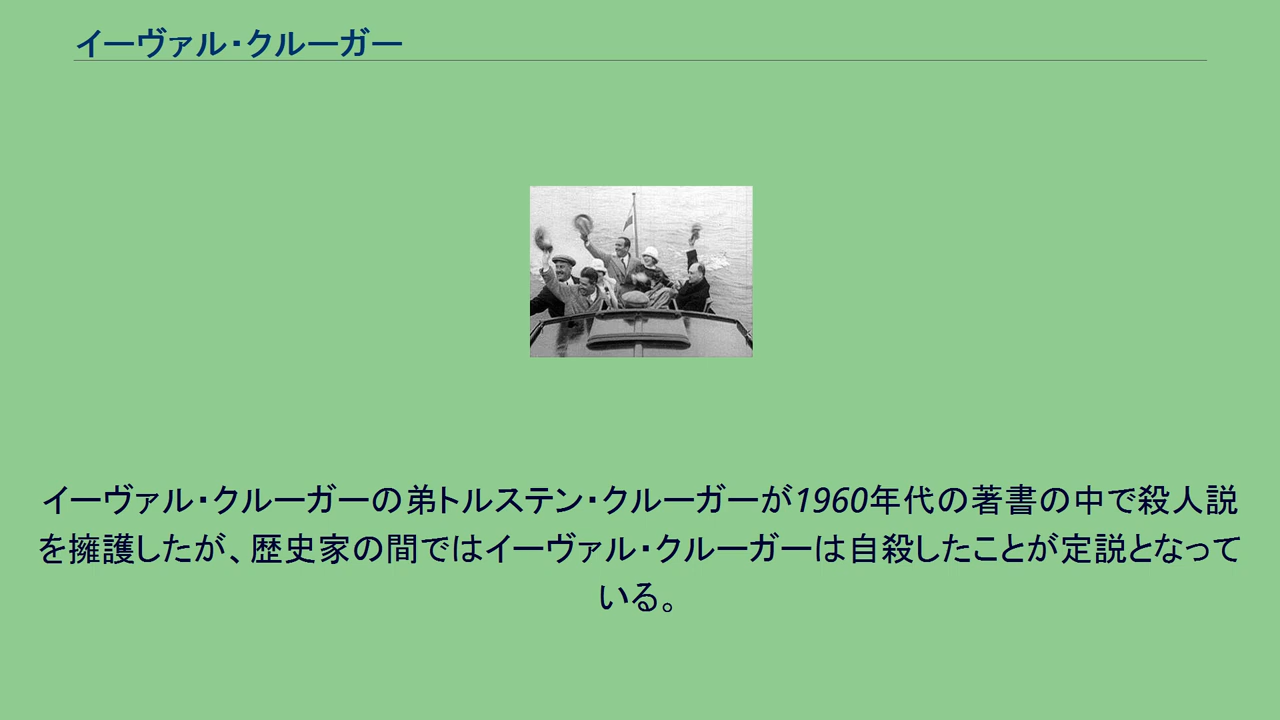 イーヴァル・クルーガー
イーヴァル・クルーガーの弟トルステン・クルーガーが1960年代の著書の中で殺人説
を擁護したが、歴史家の間ではイーヴァル・クルーガーは自殺したことが定説となって
いる。